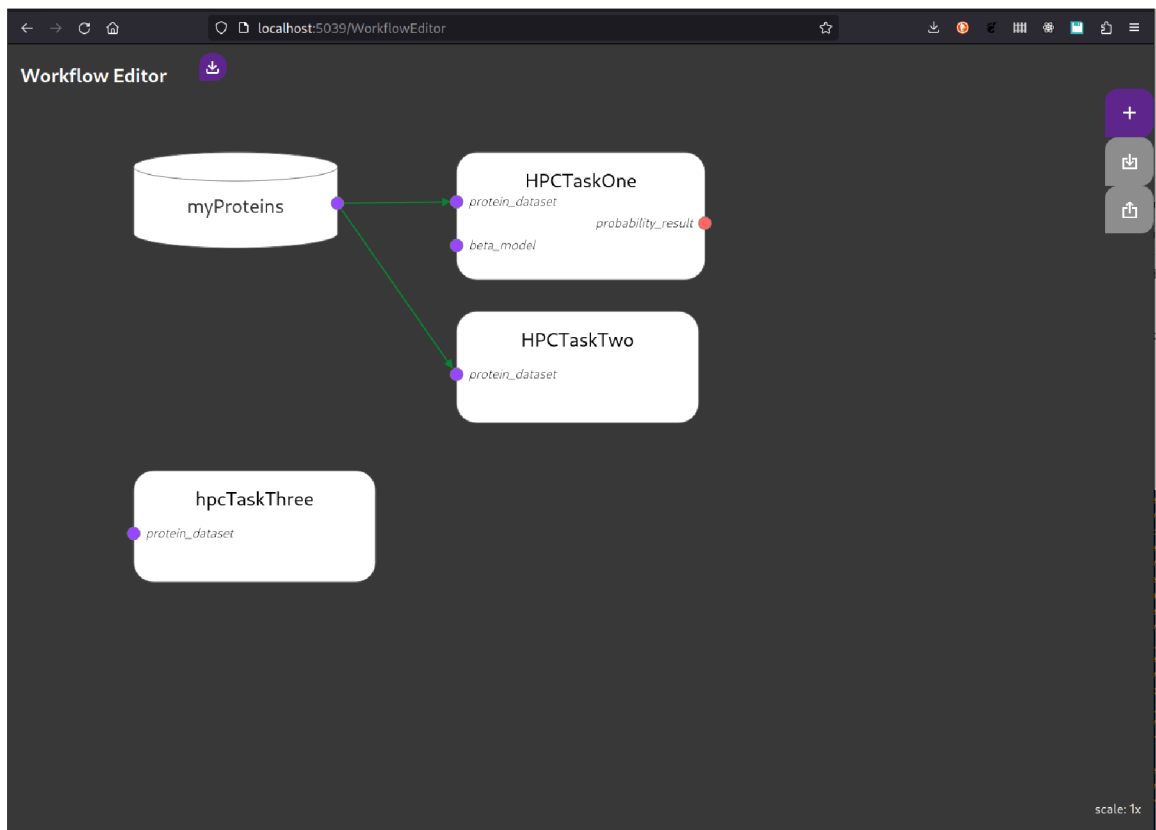 localhost:5039/WorkflowEditor
Workflow Editor
myProteins
HPCTaskOne
protein_dataset
probability_result
beta_model
HPCTaskTwo
protein_dataset
hpcTaskThree
protein_dataset
scale: 1x